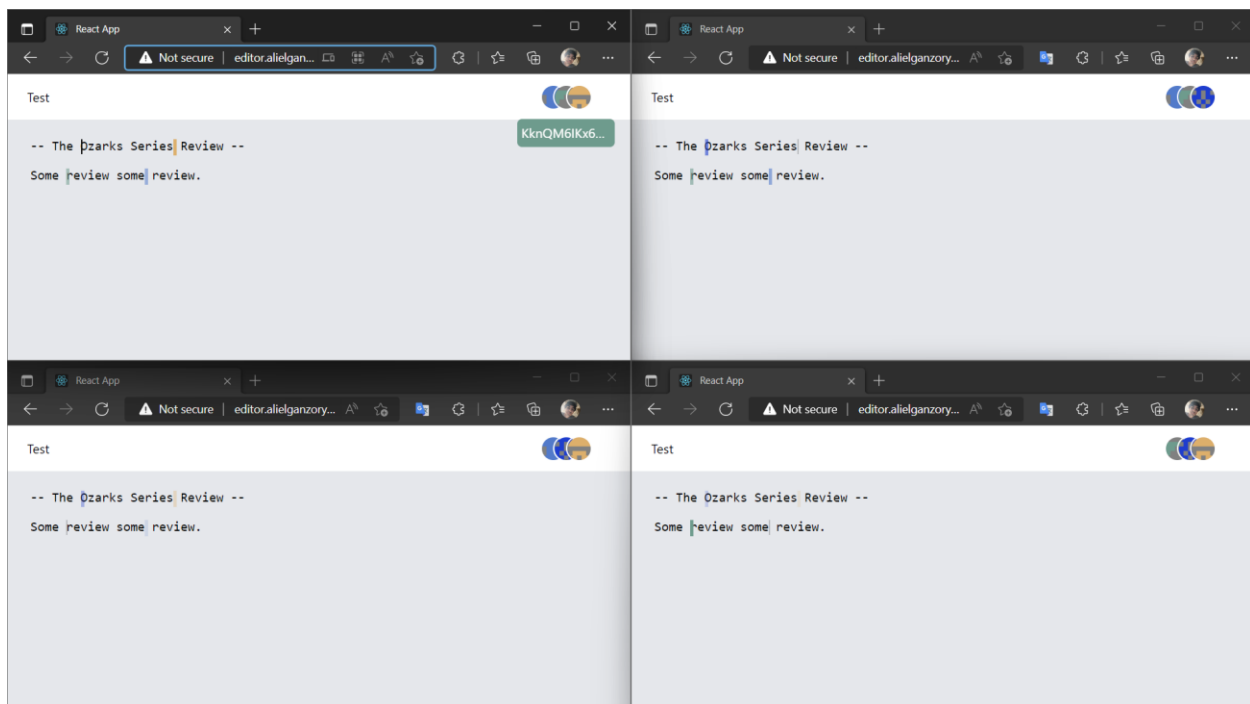 React App
Not secure | editor.alielgan...
Test
KknQM6IKx6...
-- The Ozarks Series Review --
Some review some review.
React App
Not secure | editor.alielganzory...
Test
-- The Ozarks Series Review --
Some review some review.
React App
Not secure | editor.alielganzory...
Test
-- The Ozarks Series Review --
Some review some review.
React App
Not secure | editor.alielganzory...
Test
-- The Ozarks Series Review --
Some review some review.